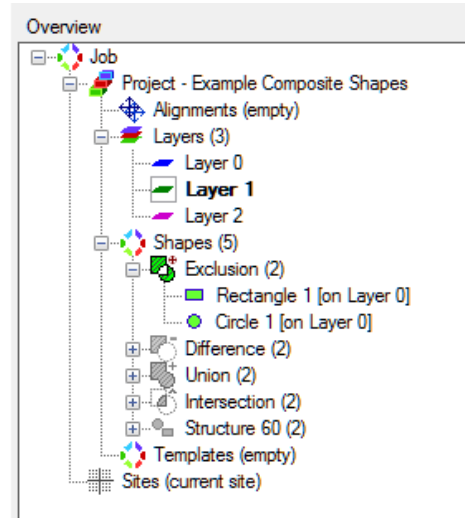 Overview
Job
Project - Example Composite Shapes
Alignments (empty)
Layers (3)
Layer 0
Layer 1
Layer 2
Shapes (5)
Exclusion (2)
Rectangle 1 [on Layer 0]
Circle 1 [on Layer 0]
Difference (2)
Union (2)
Intersection (2)
Structure 60 (2)
Templates (empty)
Sites (current site)